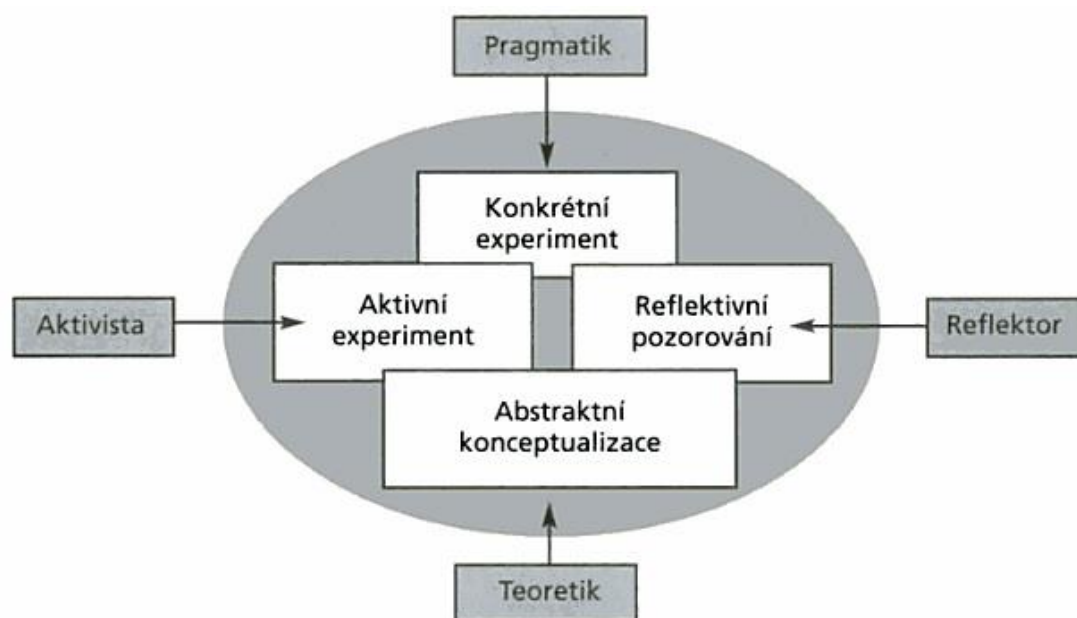 Pragmatik
Konkrétní
experiment
Aktivista
Aktivní
experiment
Reflektivní
pozorování
Reflektor
Abstraktní
konceptualizace
Teoretik